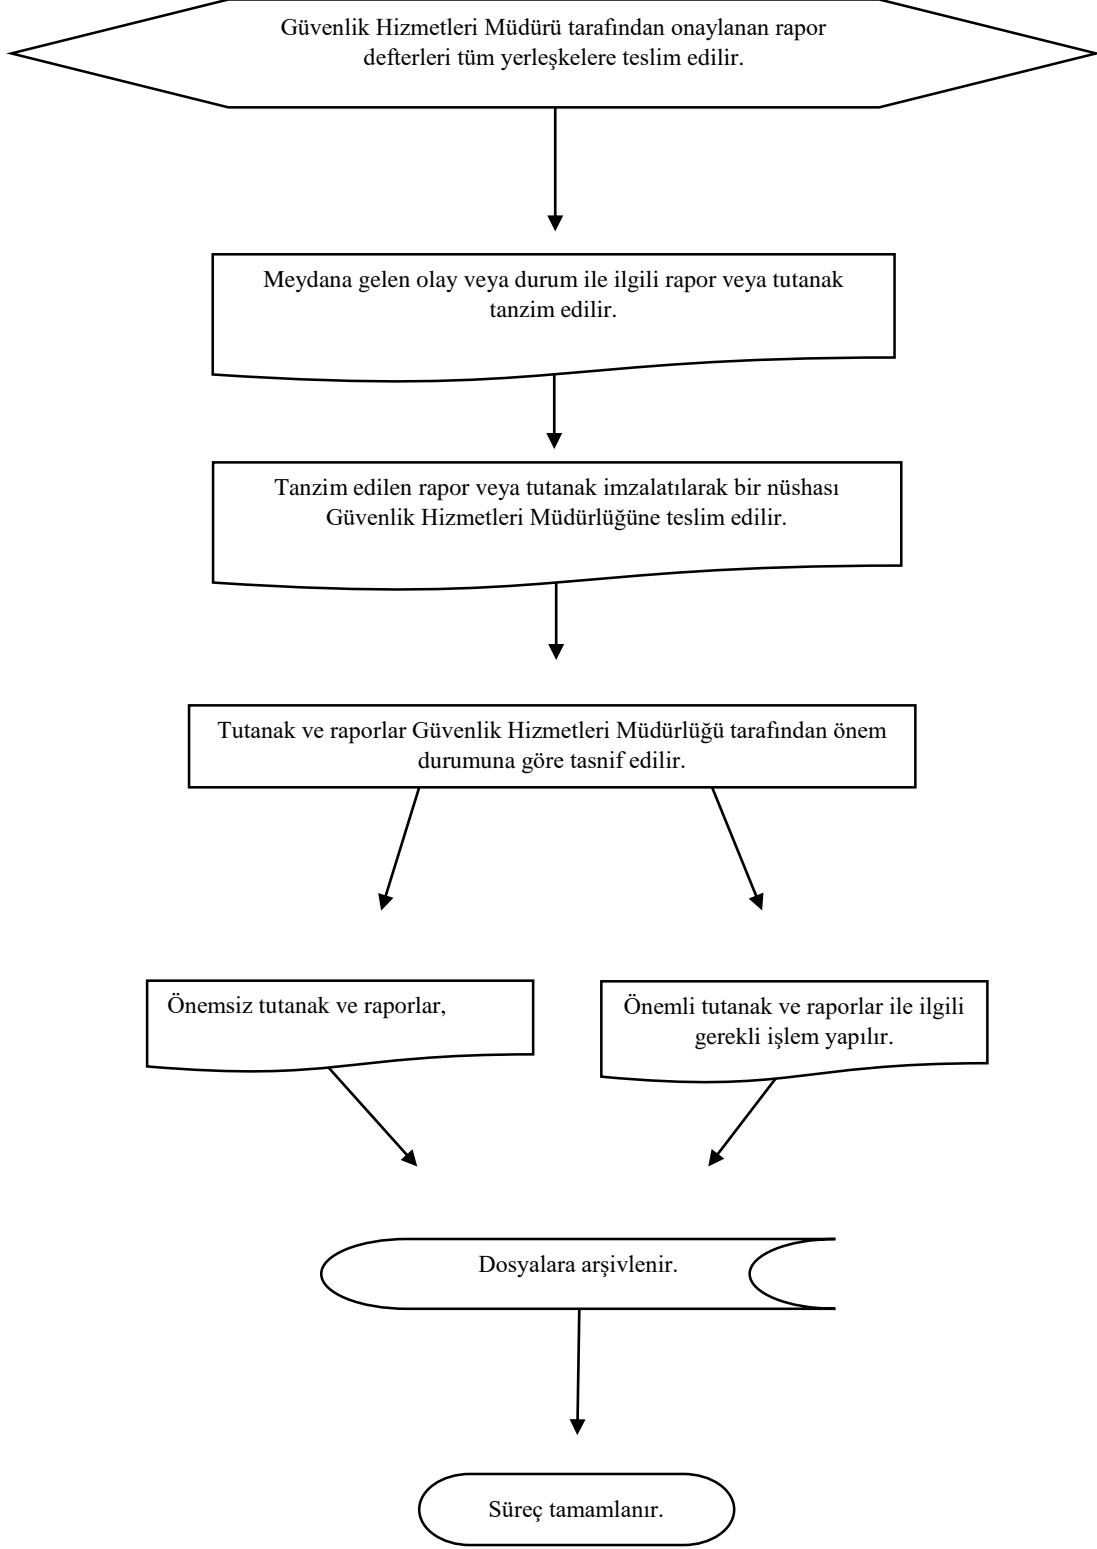 Güvenlik Hizmetleri Müdürü tarafından onaylanan rapor
defterleri tüm yerleşkelere teslim edilir.
Meydana gelen olay veya durum ile ilgili rapor veya tutanak
tanzim edilir.
Tanzim edilen rapor veya tutanak imzalatılarak bir nüshası
Güvenlik Hizmetleri Müdürlüğüne teslim edilir.
Tutanak ve raporlar Güvenlik Hizmetleri Müdürlüğü tarafından önem
durumuna göre tasnif edilir.
Önemsiz tutanak ve raporlar,
Önemli tutanak ve raporlar ile ilgili
gerekli işlem yapılır.
Dosyalara arşivlenir.
Süreç tamamlanır.